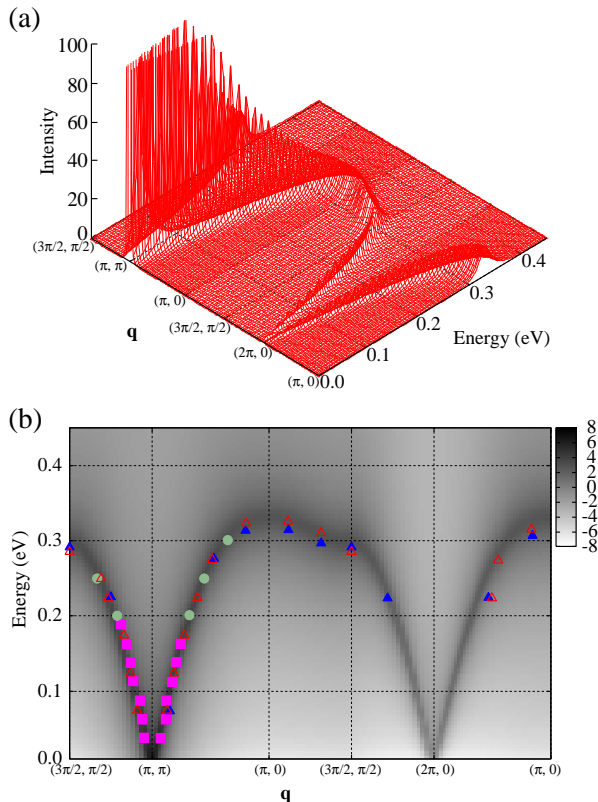 (a)
100
80
60
40
20
0
Intensity
(3π/2, π/2)
(π, π)
(π, 0)
(3π/2, π/2)
(2π, 0)
(π, 0)
q
0.0
0.1
0.2
0.3
0.4
Energy (eV)
(b)
0.4
0.3
0.2
0.1
0.0
Energy (eV)
(3π/2, π/2)
(π, π)
(π, 0)
(3π/2, π/2)
(2π, 0)
(π, 0)
q
8
6
4
2
0
-2
-4
-6
-8